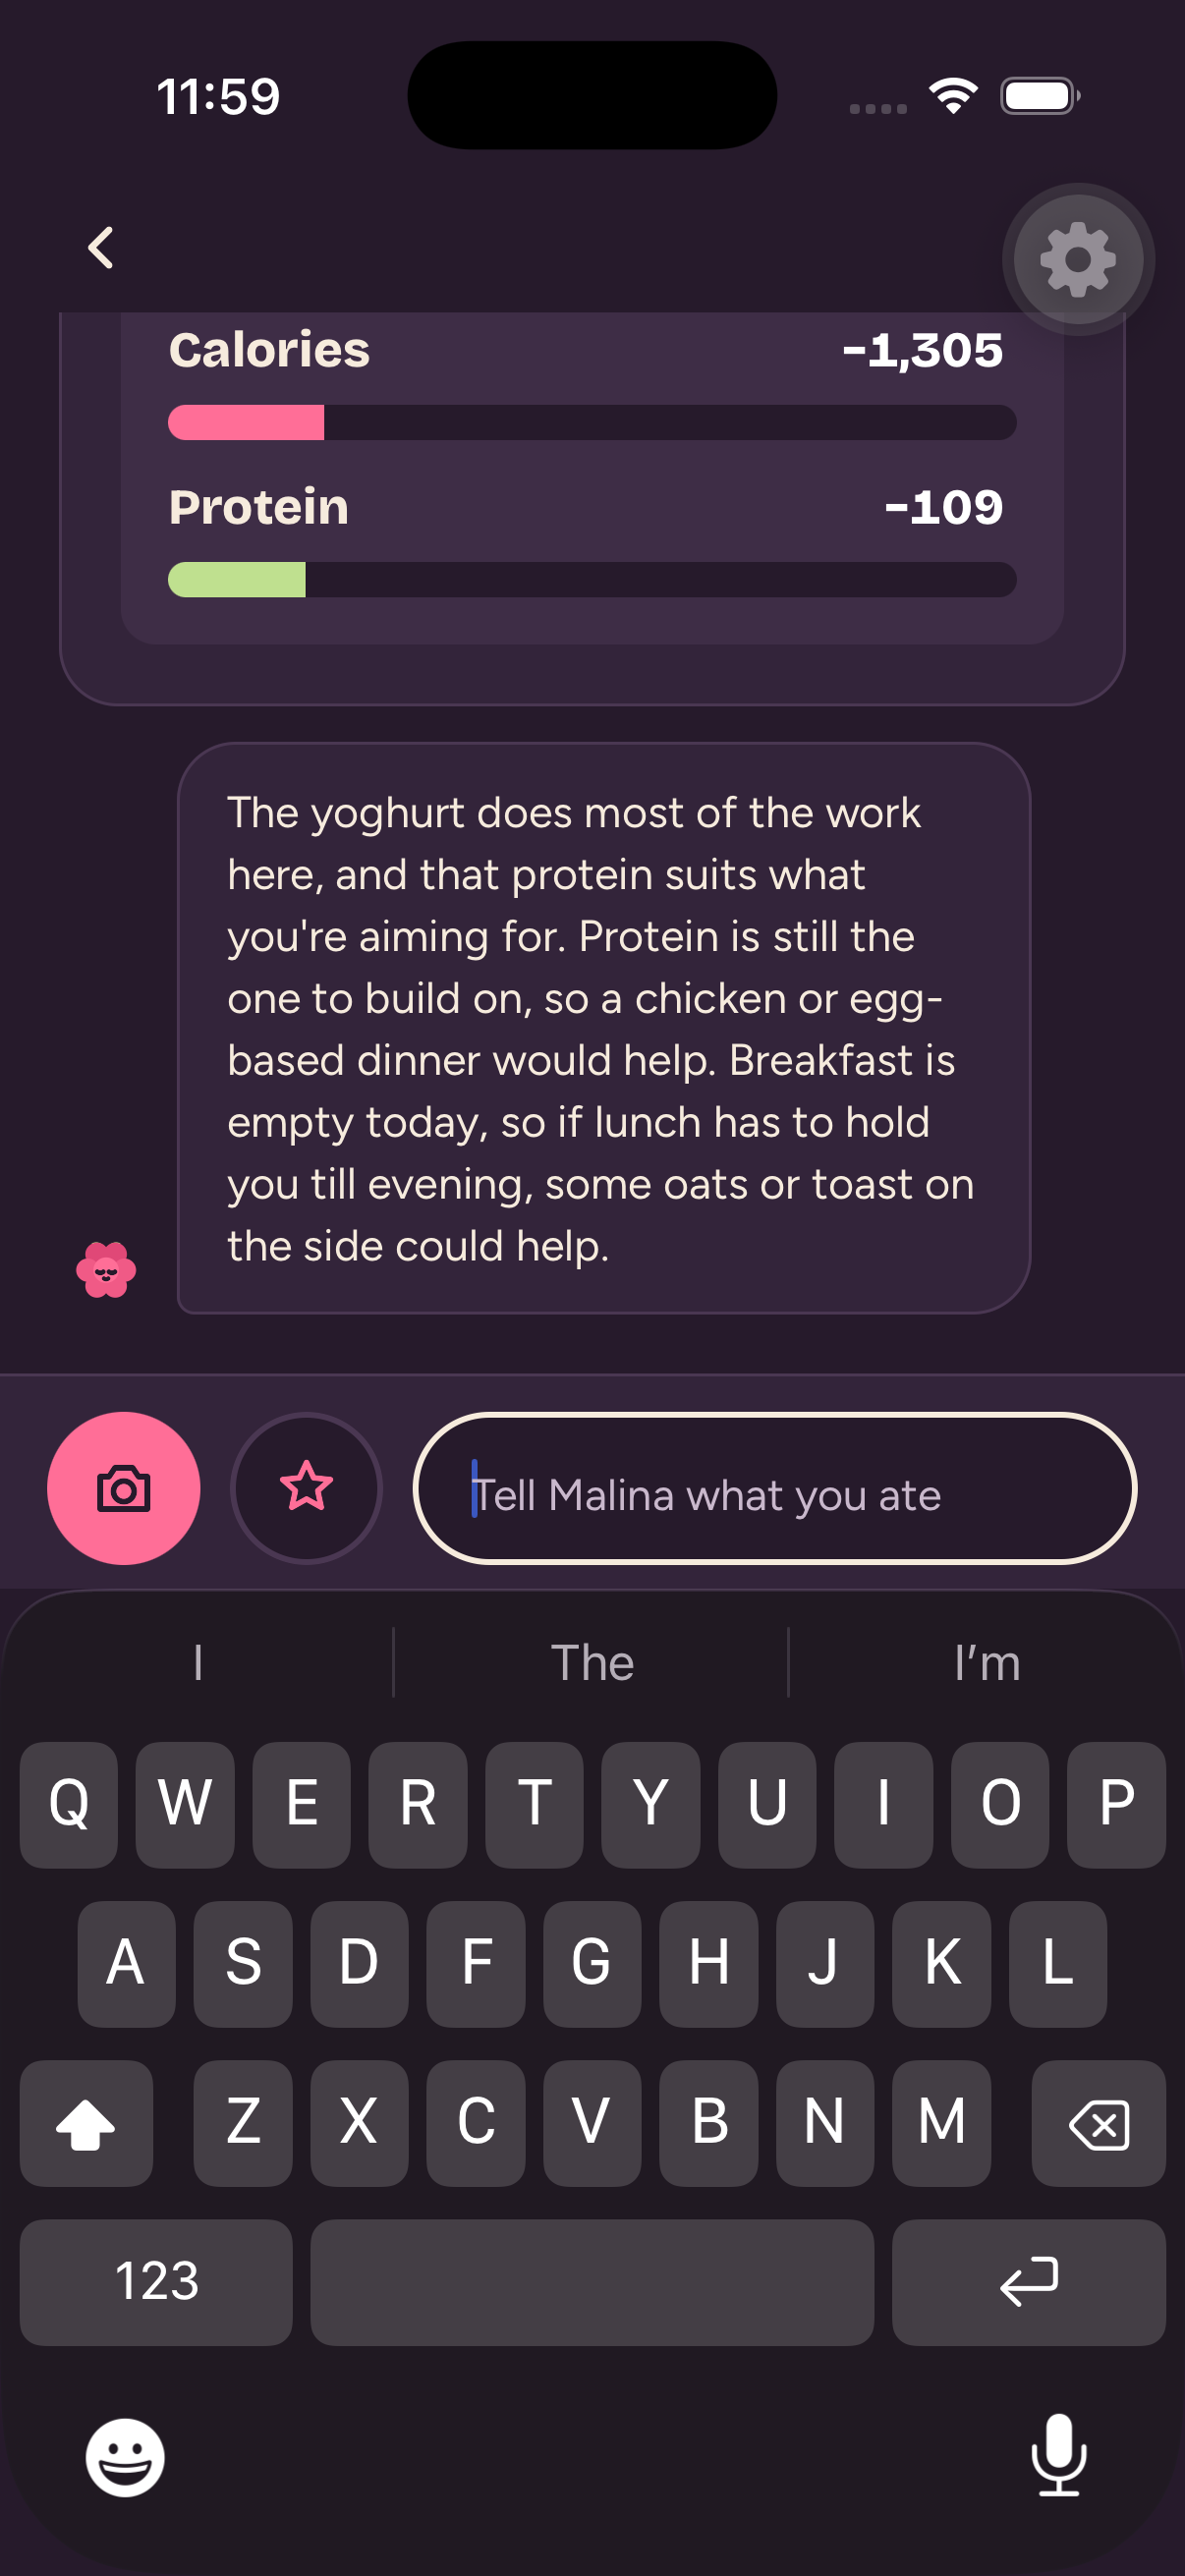 11:59
Calories -1,305
Protein -109
The yoghurt does most of the work
here, and that protein suits what
you're aiming for. Protein is still the
one to build on, so a chicken or egg-
based dinner would help. Breakfast is
empty today, so if lunch has to hold
you till evening, some oats or toast on
the side could help.
Tell Malina what you ate
I The I’m
Q W E R T Y U I O P
A S D F G H J K L
Z X C V B N M
123